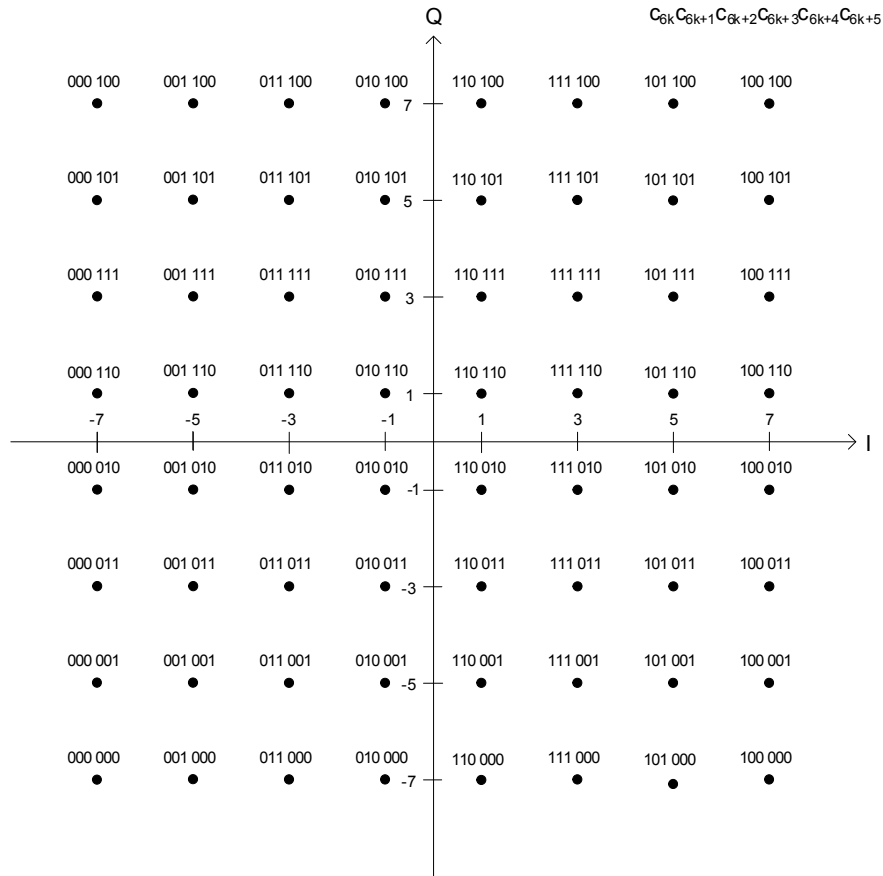 Q
c6kc6k+1c6k+2c6k+3c6k+4c6k+5
000 100 001 100 011 100 010 100 110 100 111 100 101 100 100 100
7
000 101 001 101 011 101 010 101 110 101 111 101 101 101 100 101
5
000 111 001 111 011 111 010 111 110 111 111 111 101 111 100 111
3
000 110 001 110 011 110 010 110 110 110 111 110 101 110 100 110
1
-7 -5 -3 -1 1 3 5 7
I
000 010 001 010 011 010 010 010 110 010 111 010 101 010 100 010
-1
000 011 001 011 011 011 010 011 110 011 111 011 101 011 100 011
-3
000 001 001 001 011 001 010 001 110 001 111 001 101 001 100 001
-5
000 000 001 000 011 000 010 000 110 000 111 000 101 000 100 000
-7